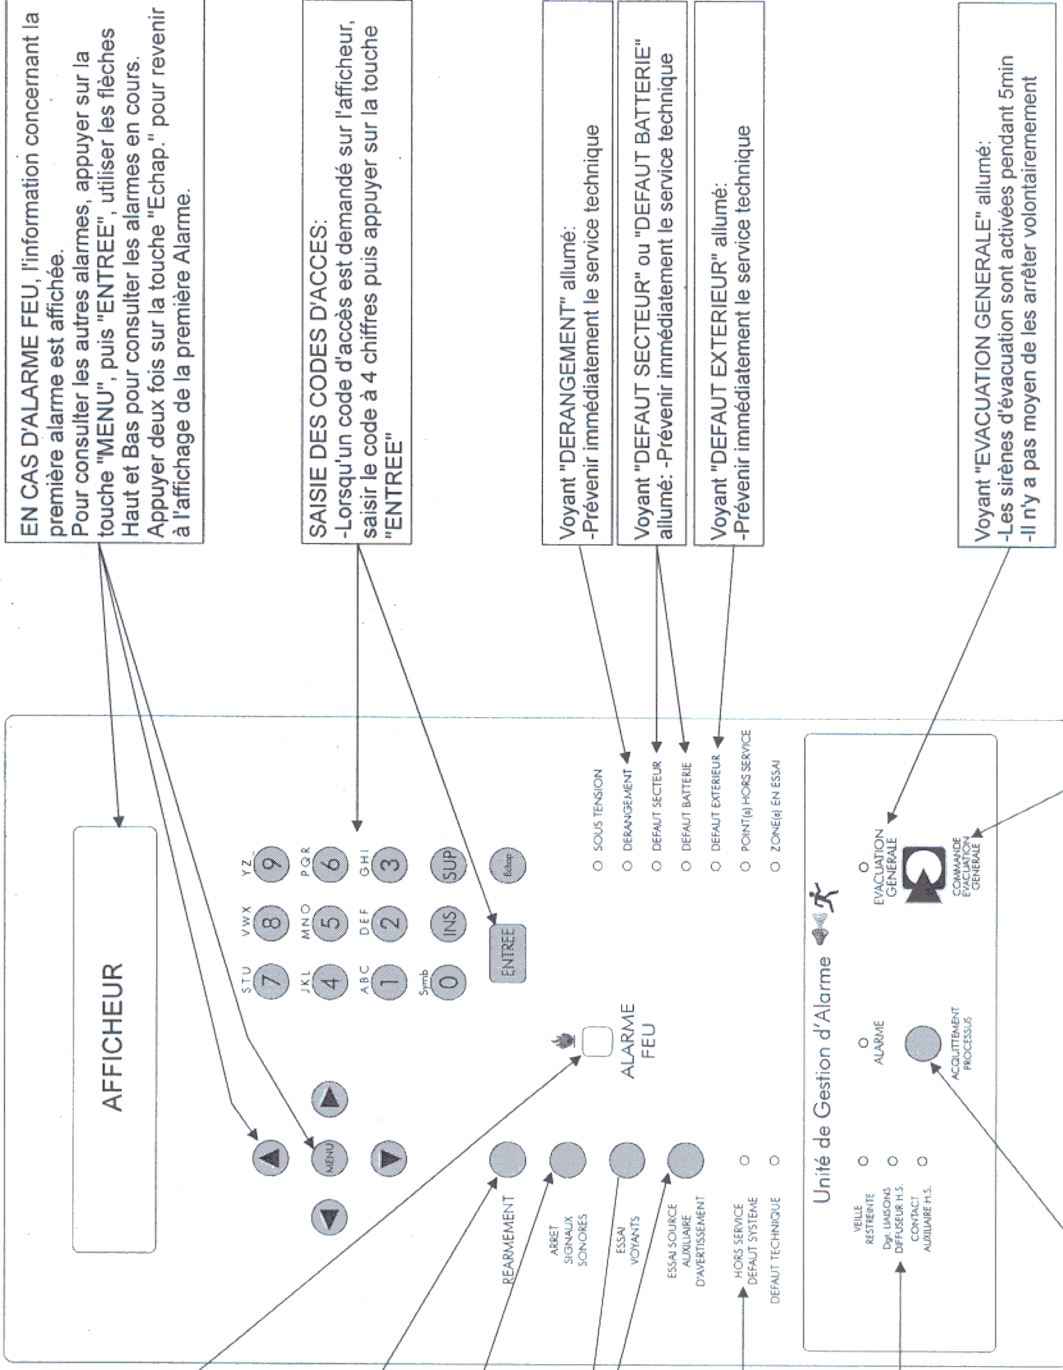 EN CAS D'ALARME FEU, l'information concernant la
première alarme est affichée.
Pour consulter les autres alarmes, appuyer sur la
touche "MENU", puis "ENTREE", utiliser les flèches
Haut et Bas pour consulter les alarmes en cours.
Appuyer deux fois sur la touche "Echap." pour revenir
à l'affichage de la première Alarme.
SAISIE DES CODES D'ACCES:
-Lorsqu'un code d'accès est demandé sur l'afficheur,
saisir le code à 4 chiffres puis appuyer sur la touche
"ENTREE"
Voyant "DERANGEMENT" allumé:
-Prévenir immédiatement le service technique
Voyant "DEFAUT SECTEUR" ou "DEFAUT BATTERIE"
allumé: -Prévenir immédiatement le service technique
Voyant "DEFAUT EXTERIEUR" allumé:
-Prévenir immédiatement le service technique
Voyant "EVACUATION GENERALE" allumé:
-Les sirènes d'évacuation sont activées pendant 5min
-Il n'y a pas moyen de les arrêter volontairement
AFFICHEUR
MENU
STU VWX YZ
7 8 9
JKL MNO PQR
4 5 6
ABC DEF GHI
1 2 3
Symb
0 INS SUP
ENTREE Echap
REARMEMENT
ARRET
SIGNAUX
SONORES
ESSAI
VOYANTS
ESSAI SOURCE
AUXILIAIRE
D'AVERTISSEMENT
HORS SERVICE
DEFAUT SYSTEME
DEFAUT TECHNIQUE
ALARME
FEU
SOUS TENSION
DERANGEMENT
DEFAUT SECTEUR
DEFAUT BATTERIE
DEFAUT EXTERIEUR
POINT(s) HORS SERVICE
ZONE(s) EN ESSAI
Unité de Gestion d'Alarme
VEILLE
RESTREINTE
Dgt. LIAISONS
DIFFUSEUR H.S.
CONTACT
AUXILIAIRE H.S.
ALARME
ACQUITTEMENT
PROCESSUS
EVACUATION
GENERALE
COMMANDE
EVACUATION
GENERALE